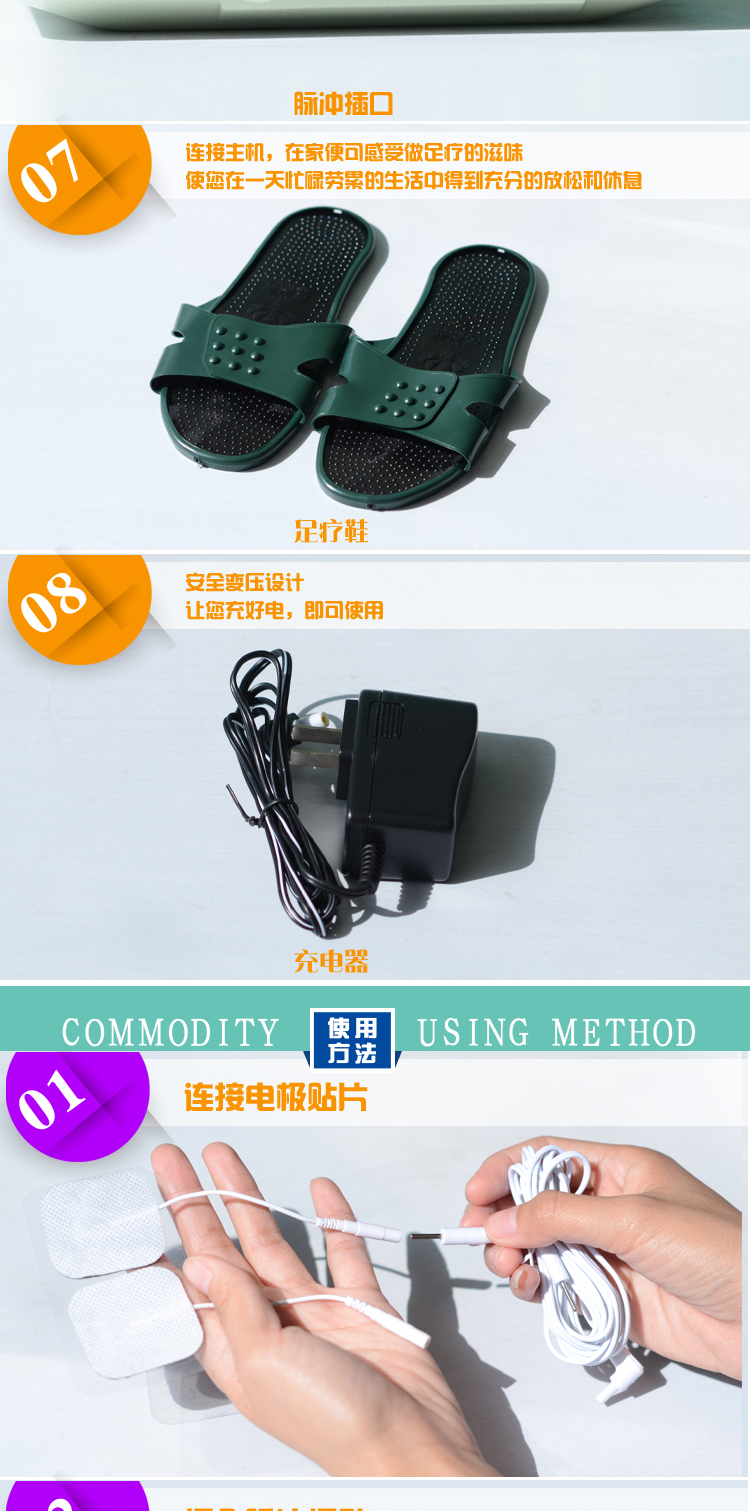 脉冲插口
07
连接主机，在家便可感受做足疗的滋味
使您在一天忙碌劳累的生活中得到充分的放松和休息
足疗鞋
08
安全变压设计
让您充好电，即可使用
充电器
COMMODITY 使用方法 USING METHOD
01
连接电极贴片